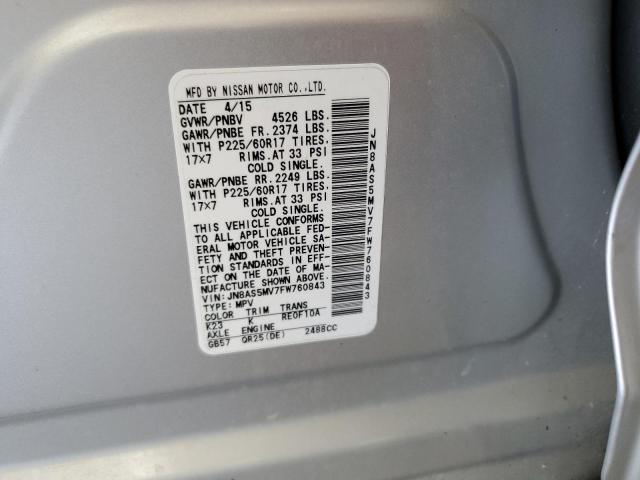 MFD BY NISSAN MOTOR CO.,LTD.
DATE 4/15
GVWR/PNBV 4526 LBS.
GAWR/PNBE FR. 2374 LBS.
WITH P225/60R17 TIRES.
17X7 RIMS.AT 33 PSI
COLD SINGLE.
GAWR/PNBE RR. 2249 LBS.
WITH P225/60R17 TIRES.
17X7 RIMS.AT 33 PSI
COLD SINGLE.
THIS VEHICLE CONFORMS
TO ALL APPLICABLE FED-
ERAL MOTOR VEHICLE SA-
FETY AND THEFT PREVEN-
TION STANDARDS IN EFF-
ECT ON THE DATE OF MA-
NUFACTURE SHOWN ABOVE.
VIN:JN8AS5MV7FW760843
TYPE:MPV
COLOR TRIM TRANS
K23 K RE0F10A
AXLE ENGINE
GB57 QR25(DE) 2488CC
JN8AS5MV7FW760843